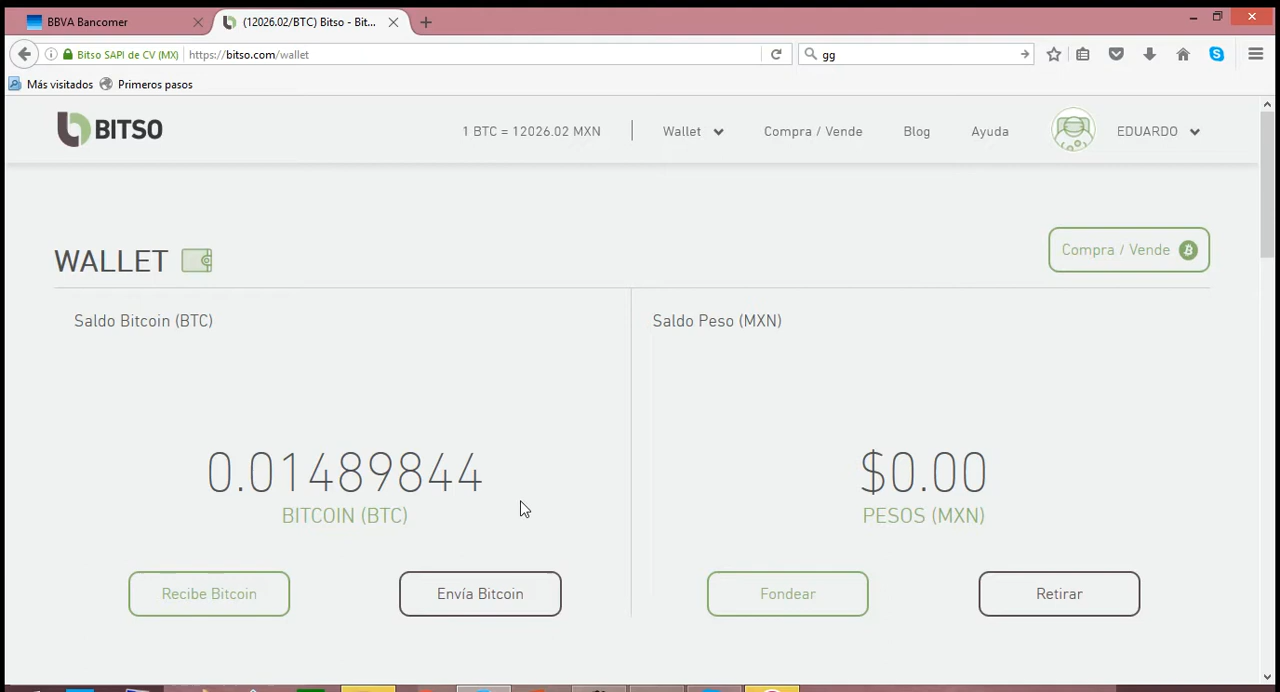 BBVA Bancomer
(12026.02/BTC) Bitso - Bit...
Bitso SAPI de CV (MX)
https://bitso.com/wallet
gg
Más visitados
Primeros pasos
BITSO
1 BTC = 12026.02 MXN
Wallet
Compra / Vende
Blog
Ayuda
EDUARDO
WALLET
Compra / Vende
Saldo Bitcoin (BTC)
Saldo Peso (MXN)
0.01489844
$0.00
BITCOIN (BTC)
PESOS (MXN)
Recibe Bitcoin
Envía Bitcoin
Fondear
Retirar